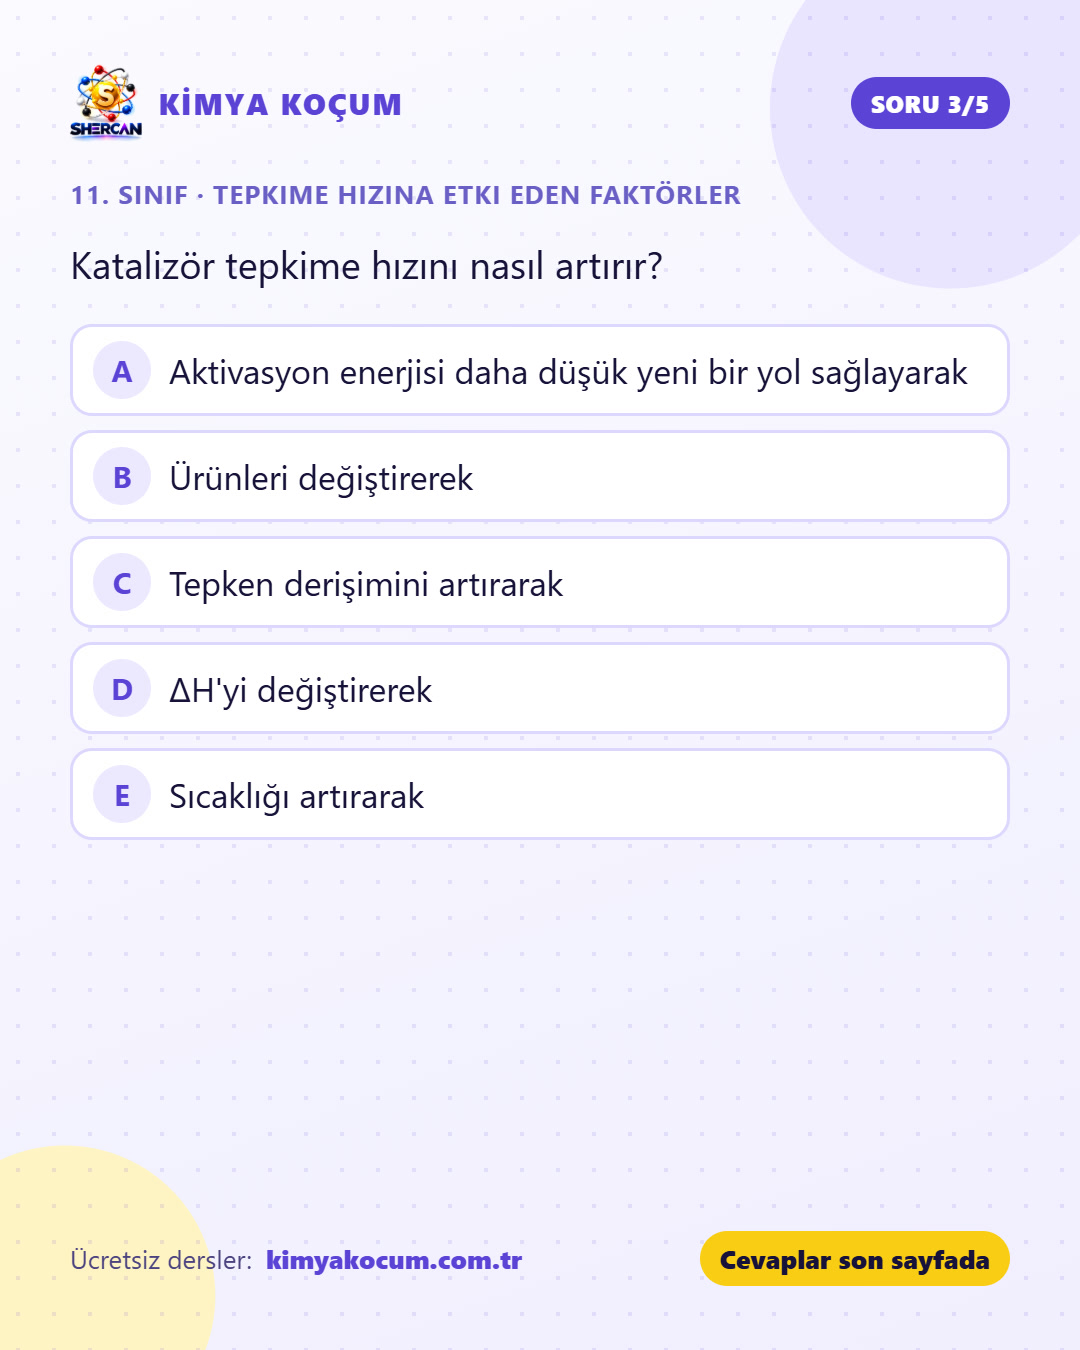 SHERCAN
KİMYA KOÇUM
SORU 3/5
11. SINIF · TEPKIME HIZINA ETKI EDEN FAKTÖRLER
Katalizör tepkime hızını nasıl artırır?
A Aktivasyon enerjisi daha düşük yeni bir yol sağlayarak
B Ürünleri değiştirerek
C Tepken derişimini artırarak
D ΔH'yi değiştirerek
E Sıcaklığı artırarak
Ücretsiz dersler: kimyakocum.com.tr
Cevaplar son sayfada